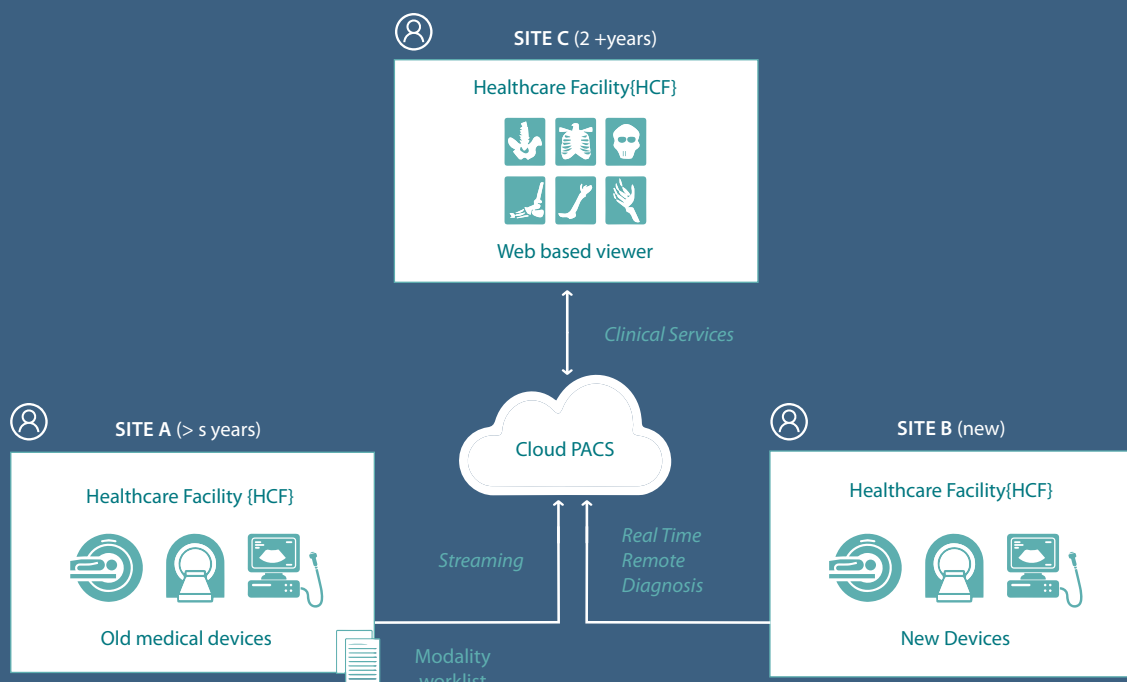 SITE C (2 +years)
Healthcare Facility{HCF}
Web based viewer
Clinical Services
Cloud PACS
SITE A (> s years)
Healthcare Facility {HCF}
Old medical devices
Streaming
Real Time
Remote
Diagnosis
SITE B (new)
Healthcare Facility{HCF}
New Devices
Modality
worklist